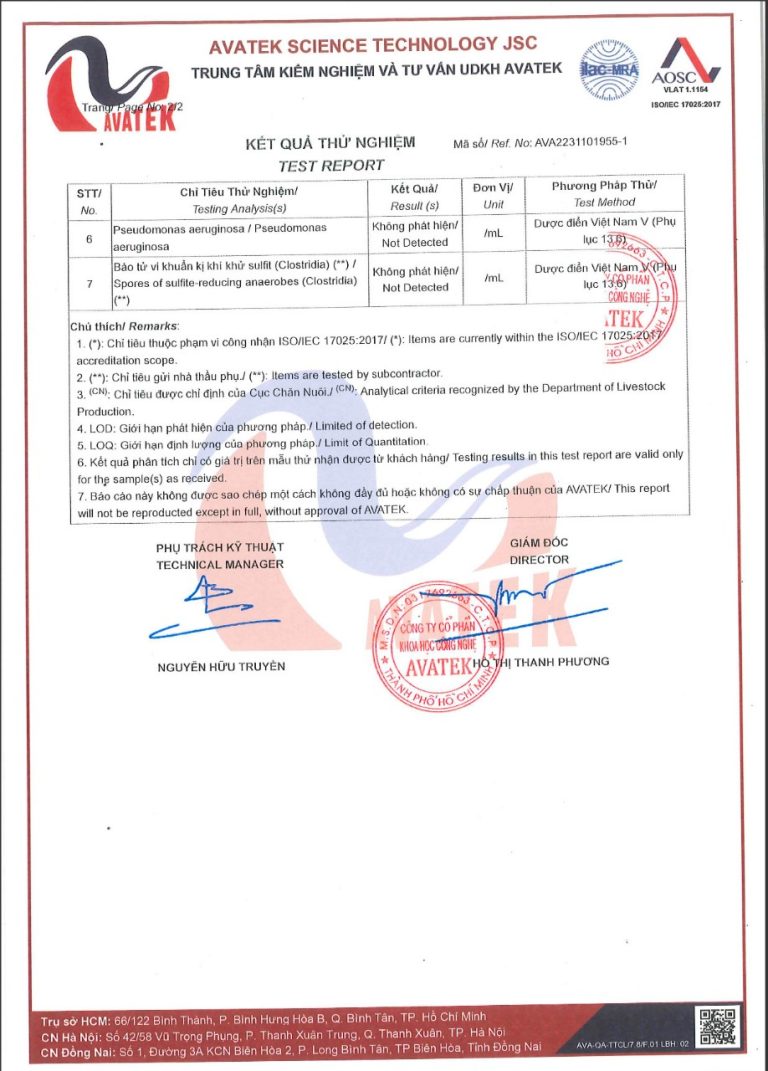 AVATEK SCIENCE TECHNOLOGY JSC
TRUNG TÂM KIỂM NGHIỆM VÀ TƯ VẤN UDKH AVATEK
ilac-MRA
AOSC
VLAT 1.1154
ISO/IEC 17025:2017
Trang/ Page No: 2/2
AVATEK
KẾT QUẢ THỬ NGHIỆM
Mã số/ Ref. No: AVA2231101955-1
TEST REPORT
STT/ No.
Chỉ Tiêu Thử Nghiệm/ Testing Analysis(s)
Kết Quả/ Result (s)
Đơn Vị/ Unit
Phương Pháp Thử/ Test Method
6
Pseudomonas aeruginosa / Pseudomonas
aeruginosa
Không phát hiện/
Not Detected
/mL
Dược điển Việt Nam V (Phụ
lục 13.6)
7
Bào tử vi khuẩn kị khí khử sulfit (Clostridia) (**) /
Spores of sulfite-reducing anaerobes (Clostridia)
(**)
Không phát hiện/
Not Detected
/mL
Dược điển Việt Nam V (Phụ
lục 13,6)
Chú thích/ Remarks:
1. (*): Chỉ tiêu thuộc phạm vi công nhận ISO/IEC 17025:2017/ (*): Items are currently within the ISO/IEC 17025:2017
accreditation scope.
2. (**): Chỉ tiêu gửi nhà thầu phụ./ (**): Items are tested by subcontractor.
3. (CN): Chỉ tiêu được chỉ định của Cục Chăn Nuôi./ (CN): Analytical criteria recognized by the Department of Livestock
Production.
4. LOD: Giới hạn phát hiện của phương pháp./ Limited of detection.
5. LOQ: Giới hạn định lượng của phương pháp./ Limit of Quantitation.
6. Kết quả phân tích chỉ có giá trị trên mẫu thử nhận được từ khách hàng/ Testing results in this test report are valid only
for the sample(s) as received.
7. Báo cáo này không được sao chép một cách không đầy đủ hoặc không có sự chấp thuận của AVATEK/ This report
will not be reproduced except in full, without approval of AVATEK.
PHỤ TRÁCH KỸ THUẬT
TECHNICAL MANAGER
GIÁM ĐỐC
DIRECTOR
CÔNG TY CỔ PHẦN
KHOA HỌC CÔNG NGHỆ
AVATEK
THÀNH PHỐ HỒ CHÍ MINH
NGUYỄN HỮU TRUYỀN
HỒ THỊ THANH PHƯƠNG
Trụ sở HCM: 66/122 Bình Thành, P. Bình Hưng Hòa B, Q. Bình Tân, TP. Hồ Chí Minh
CN Hà Nội: Số 42/58 Vũ Trọng Phụng, P. Thanh Xuân Trung, Q. Thanh Xuân, TP. Hà Nội
CN Đồng Nai: Số 1, Đường 3A KCN Biên Hòa 2, P. Long Bình Tân, TP Biên Hòa, Tỉnh Đồng Nai
AVA-QA-TTCL/7.8/F.01 LBH: 02